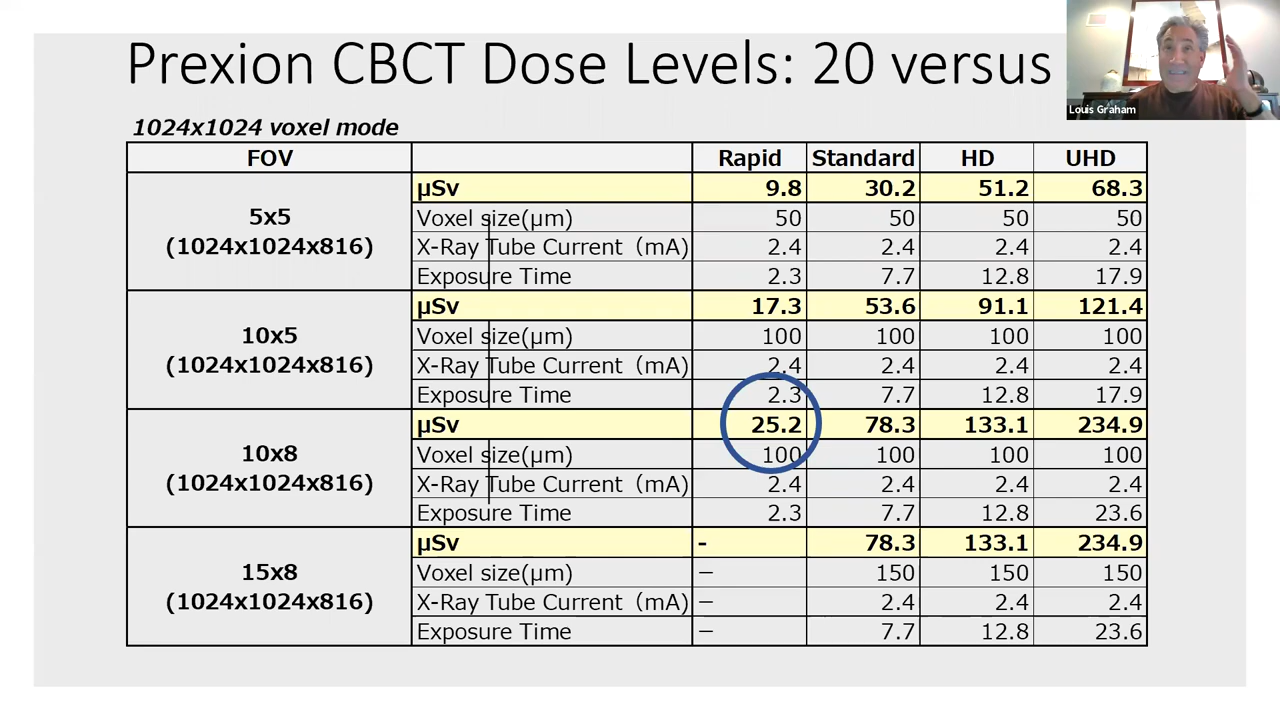 Prexion CBCT Dose Levels: 20 versus
Louis Graham
1024x1024 voxel mode
FOV Rapid Standard HD UHD
5x5
(1024x1024x816)
μSv 9.8 30.2 51.2 68.3
Voxel size(μm) 50 50 50 50
X-Ray Tube Current（mA) 2.4 2.4 2.4 2.4
Exposure Time 2.3 7.7 12.8 17.9
10x5
(1024x1024x816)
μSv 17.3 53.6 91.1 121.4
Voxel size(μm) 100 100 100 100
X-Ray Tube Current（mA) 2.4 2.4 2.4 2.4
Exposure Time 2.3 7.7 12.8 17.9
10x8
(1024x1024x816)
μSv 25.2 78.3 133.1 234.9
Voxel size(μm) 100 100 100 100
X-Ray Tube Current（mA) 2.4 2.4 2.4 2.4
Exposure Time 2.3 7.7 12.8 23.6
15x8
(1024x1024x816)
μSv - 78.3 133.1 234.9
Voxel size(μm) – 150 150 150
X-Ray Tube Current（mA) – 2.4 2.4 2.4
Exposure Time – 7.7 12.8 23.6